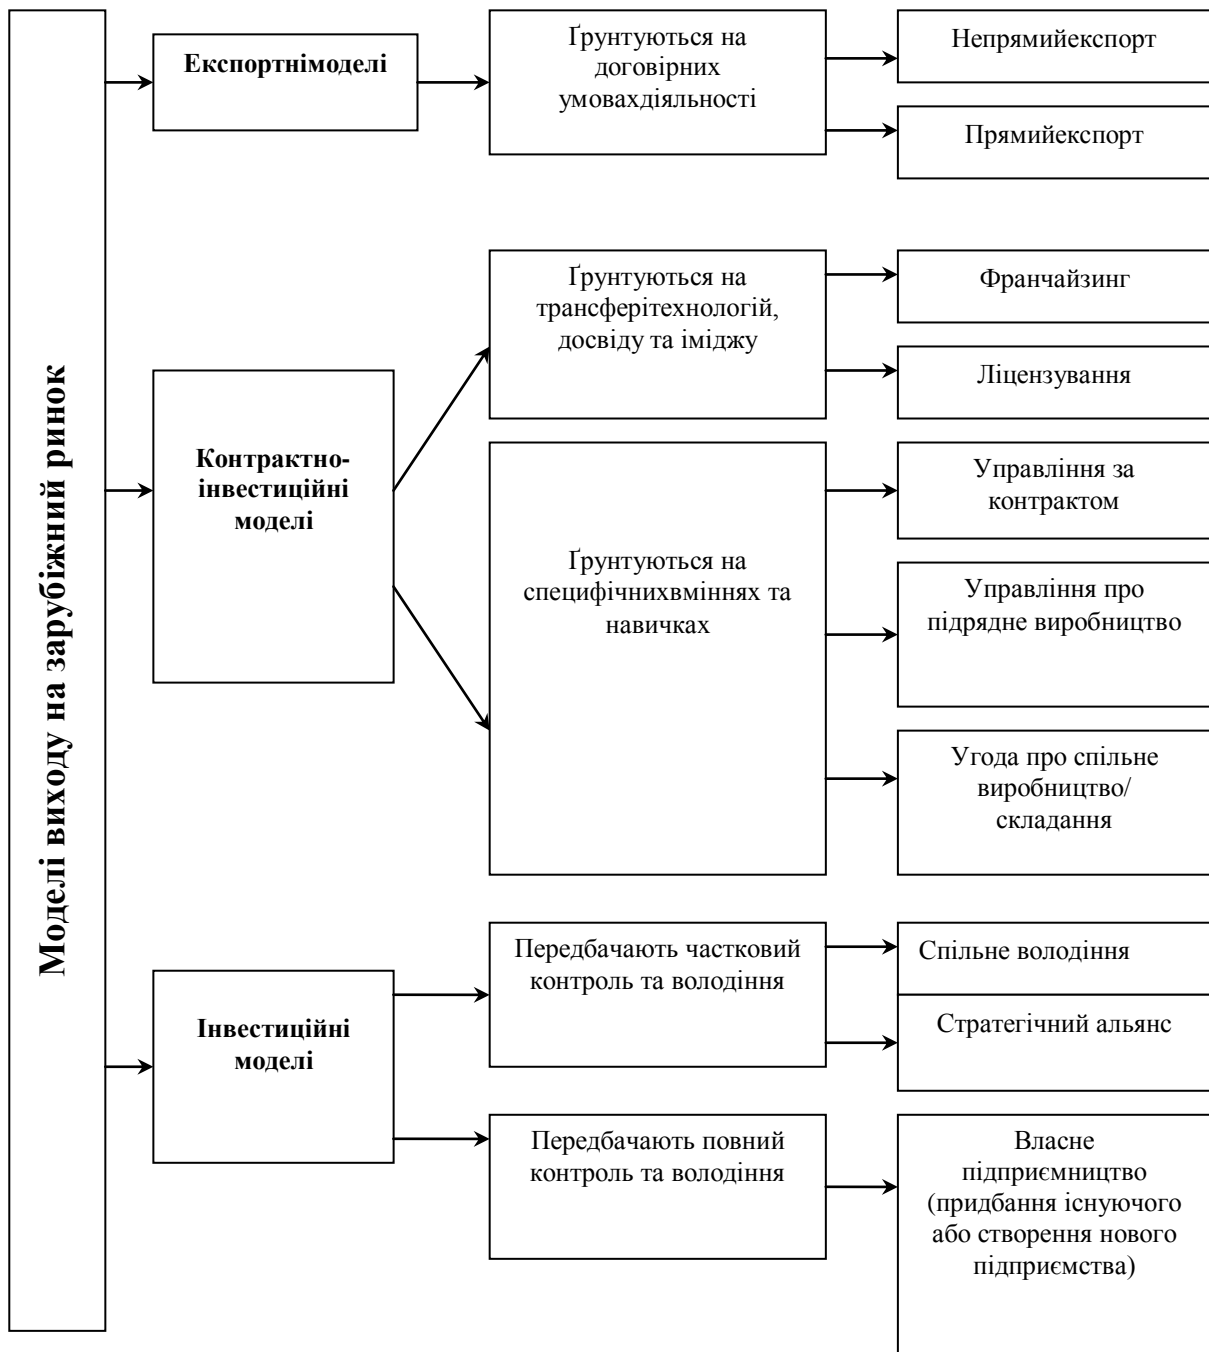 Моделі виходу на зарубіжний ринок
Експортнімоделі
Ґрунтуються на
договірних
умовахдіяльності
Непрямийекспорт
Прямийекспорт
Контрактно-
інвестиційні
моделі
Ґрунтуються на
трансферітехнологій,
досвіду та іміджу
Франчайзинг
Ліцензування
Ґрунтуються на
специфічнихвміннях та
навичках
Управління за
контрактом
Управління про
підрядне виробництво
Угода про спільне
виробництво/
складання
Інвестиційні
моделі
Передбачають частковий
контроль та володіння
Спільне володіння
Стратегічний альянс
Передбачають повний
контроль та володіння
Власне
підприємництво
(придбання існуючого
або створення нового
підприємства)